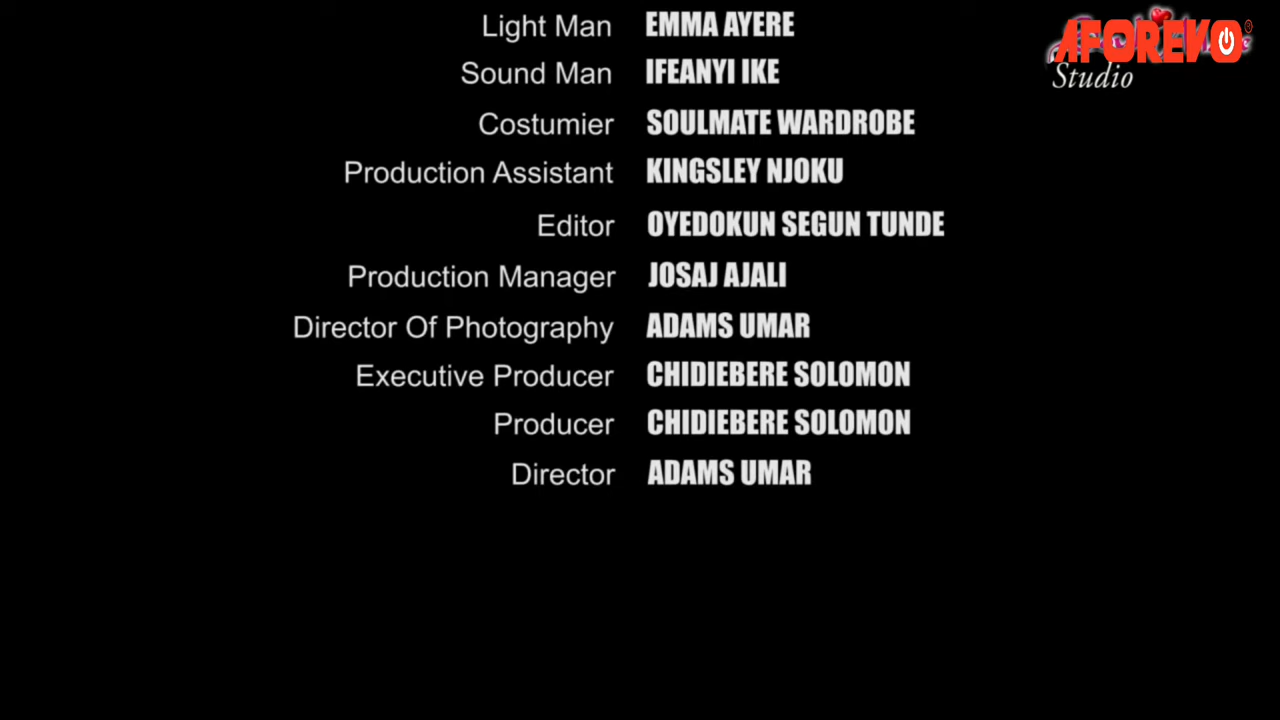 Light Man EMMA AYERE
AFOREVO®
Sound Man IFEANYI IKE
Studio
Costumier SOULMATE WARDROBE
Production Assistant KINGSLEY NJOKU
Editor OYEDOKUN SEGUN TUNDE
Production Manager JOSAJ AJALI
Director Of Photography ADAMS UMAR
Executive Producer CHIDIEBERE SOLOMON
Producer CHIDIEBERE SOLOMON
Director ADAMS UMAR